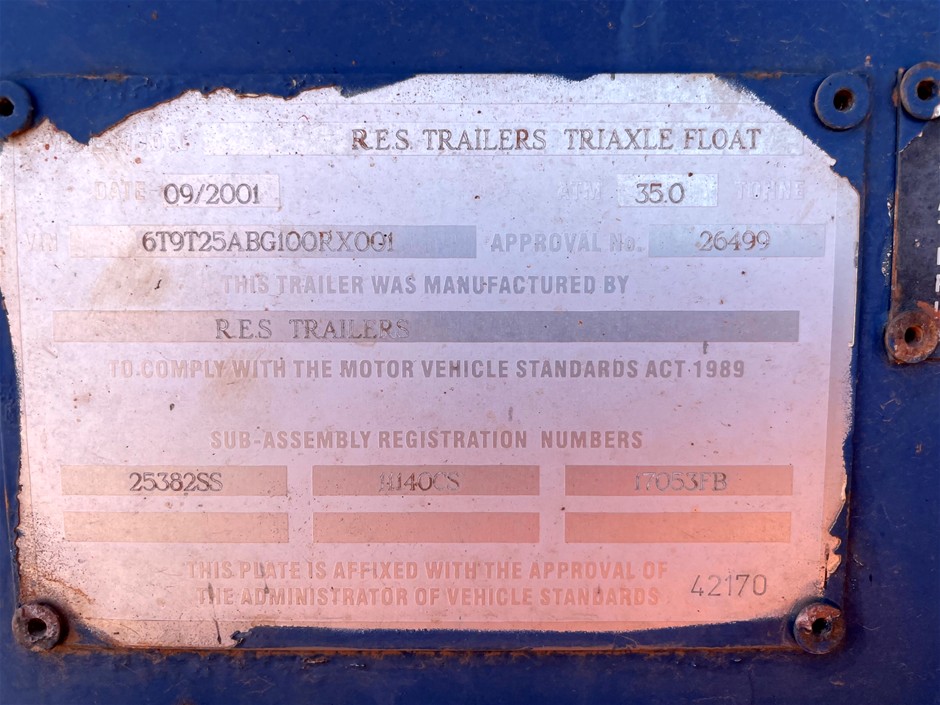 R.E.S. TRAILERS TRIAXLE FLOAT
DATE 09/2001 ATM 35.0 TONNE
VIN 6T9T25ABG100RX001 APPROVAL No. 26499
THIS TRAILER WAS MANUFACTURED BY
R.E.S TRAILERS
TO COMPLY WITH THE MOTOR VEHICLE STANDARDS ACT 1989
SUB-ASSEMBLY REGISTRATION NUMBERS
25382SS 17053FB
THIS PLATE IS AFFIXED WITH THE APPROVAL OF
THE ADMINISTRATOR OF VEHICLE STANDARDS 42170